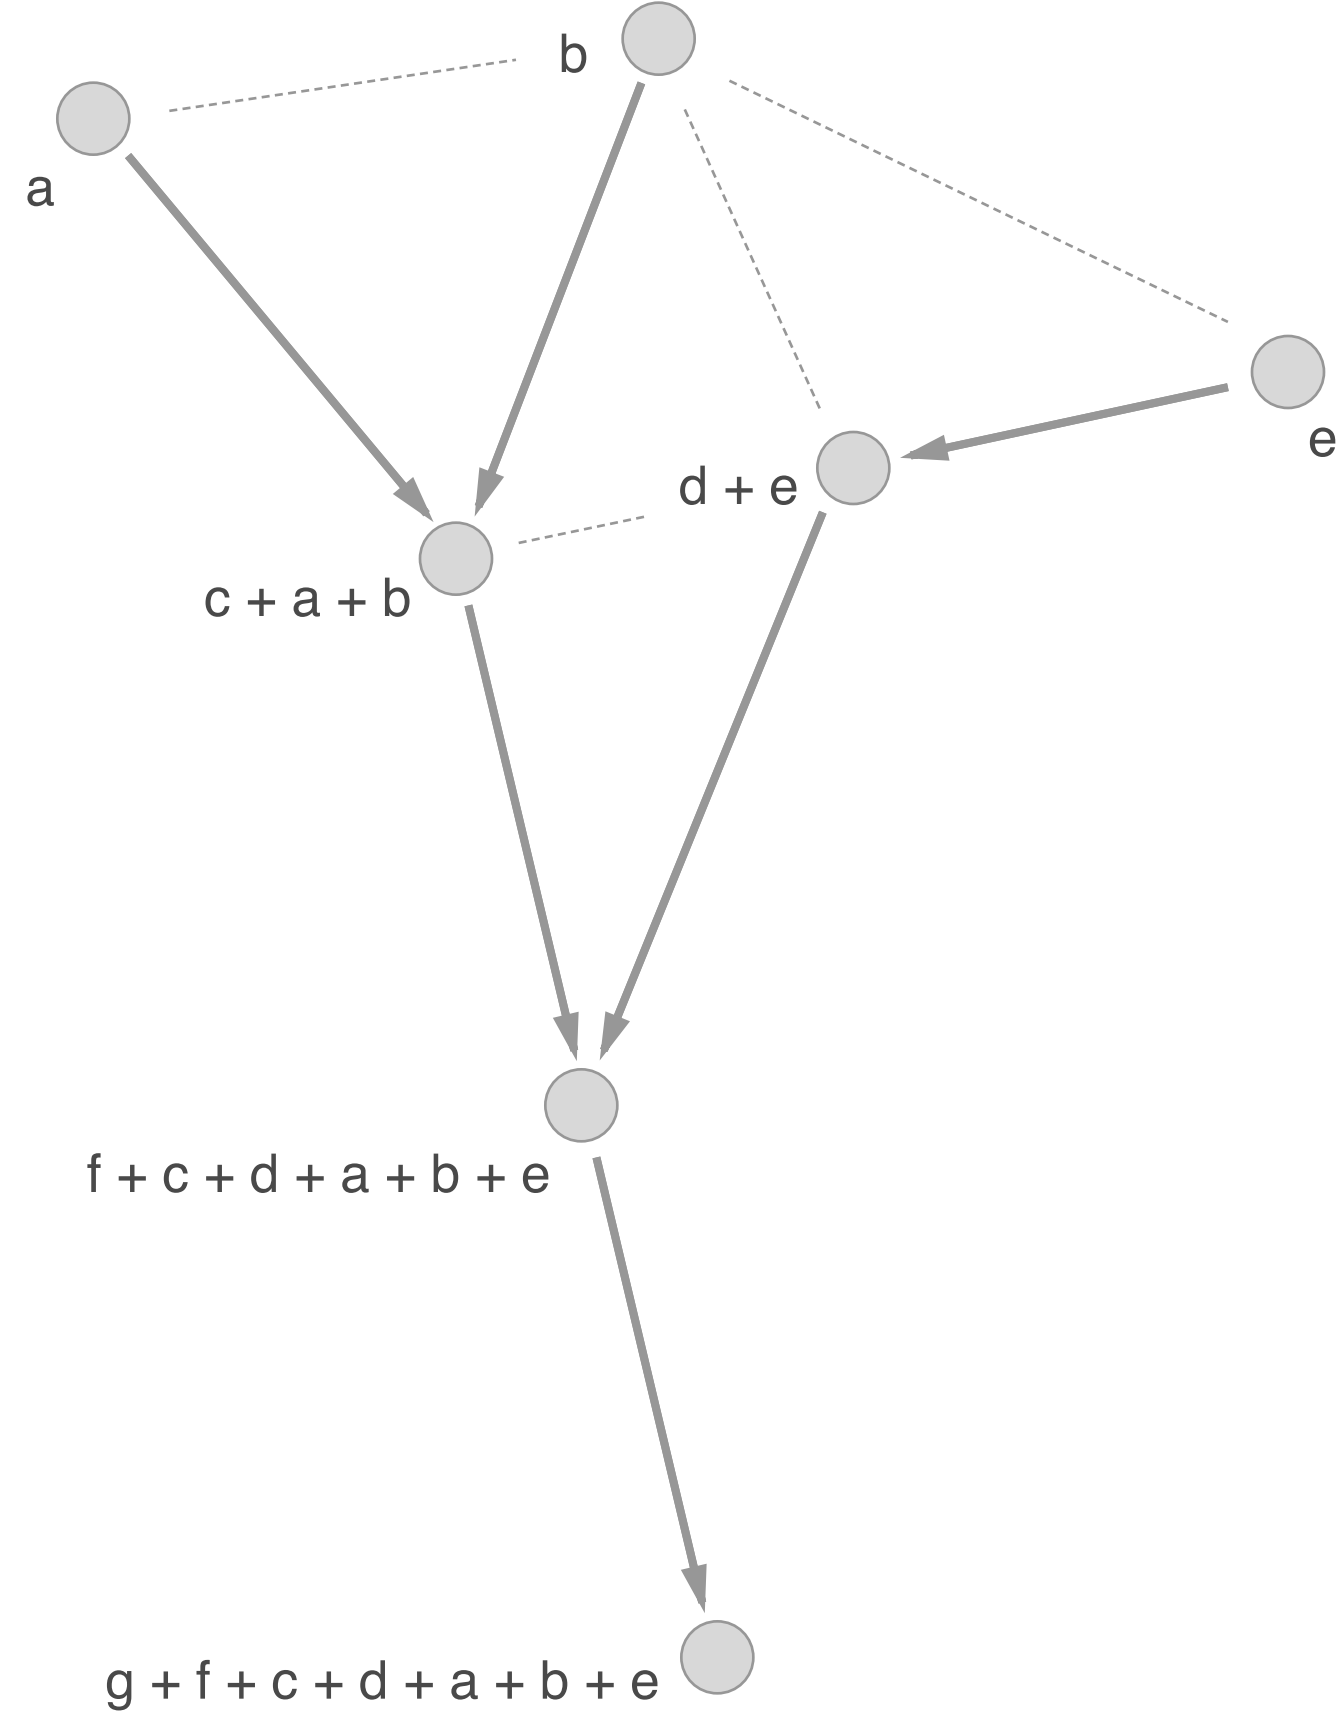 b
a
e
d + e
c + a + b
f + c + d + a + b + e
g + f + c + d + a + b + e